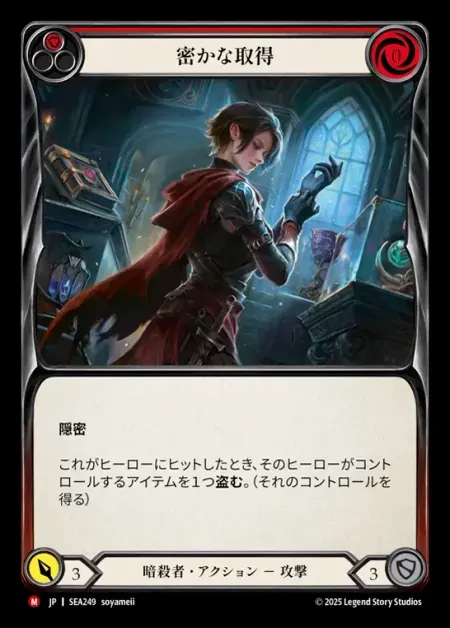 密かな取得
0
隠密
これがヒーローにヒットしたとき、そのヒーローがコント
ロールするアイテムを1つ盗む。（それのコントロールを
得る）
3
暗殺者・アクション － 攻撃
3
M JP | SEA249 soyameii
© 2025 Legend Story Studios